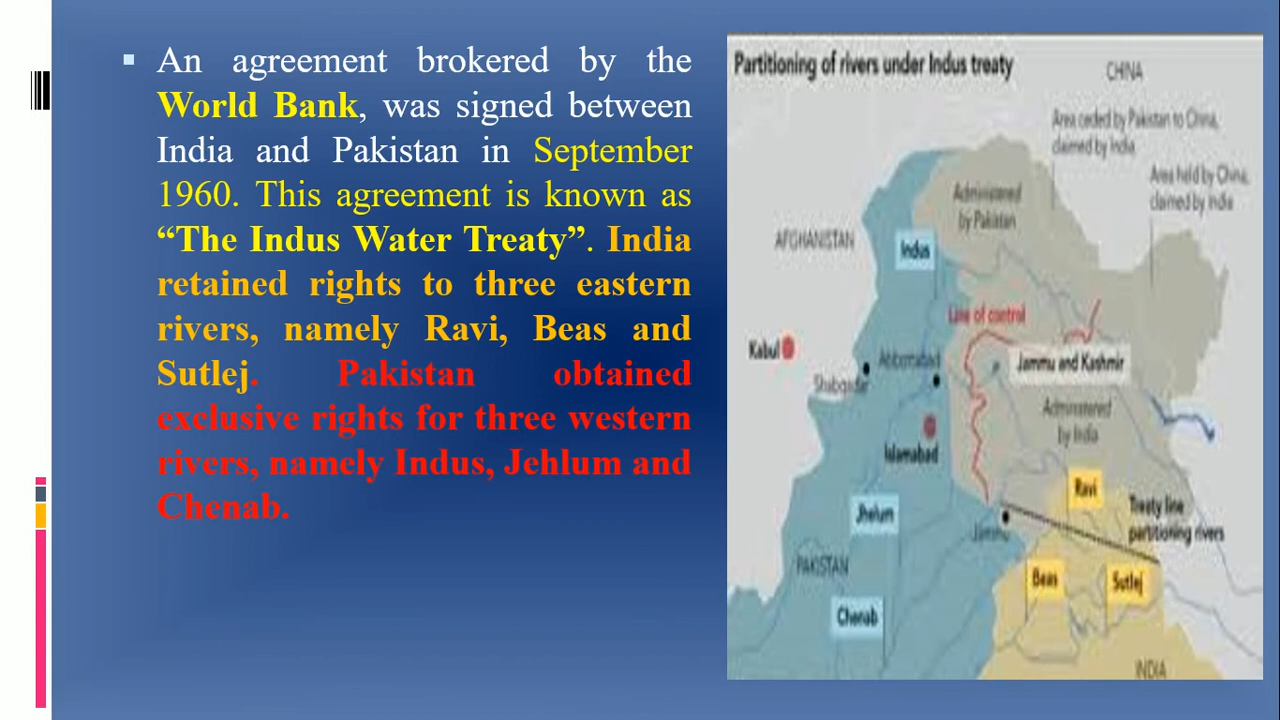 An agreement brokered by the
World Bank, was signed between
India and Pakistan in September
1960. This agreement is known as
“The Indus Water Treaty”. India
retained rights to three eastern
rivers, namely Ravi, Beas and
Sutlej. Pakistan obtained
exclusive rights for three western
rivers, namely Indus, Jehlum and
Chenab.
Partitioning of rivers under Indus treaty
CHINA
Area ceded by Pakistan to China,
claimed by India
Area held by China,
claimed by India
Administered
by Pakistan
AFGHANISTAN
Indus
Line of control
Kabul
Abbottabad
Jammu and Kashmir
Shabqadar
Administered
by India
Islamabad
Ravi
Jhelum
Treaty line
partitioning rivers
Jammu
PAKISTAN
Beas
Sutlej
Chenab
INDIA